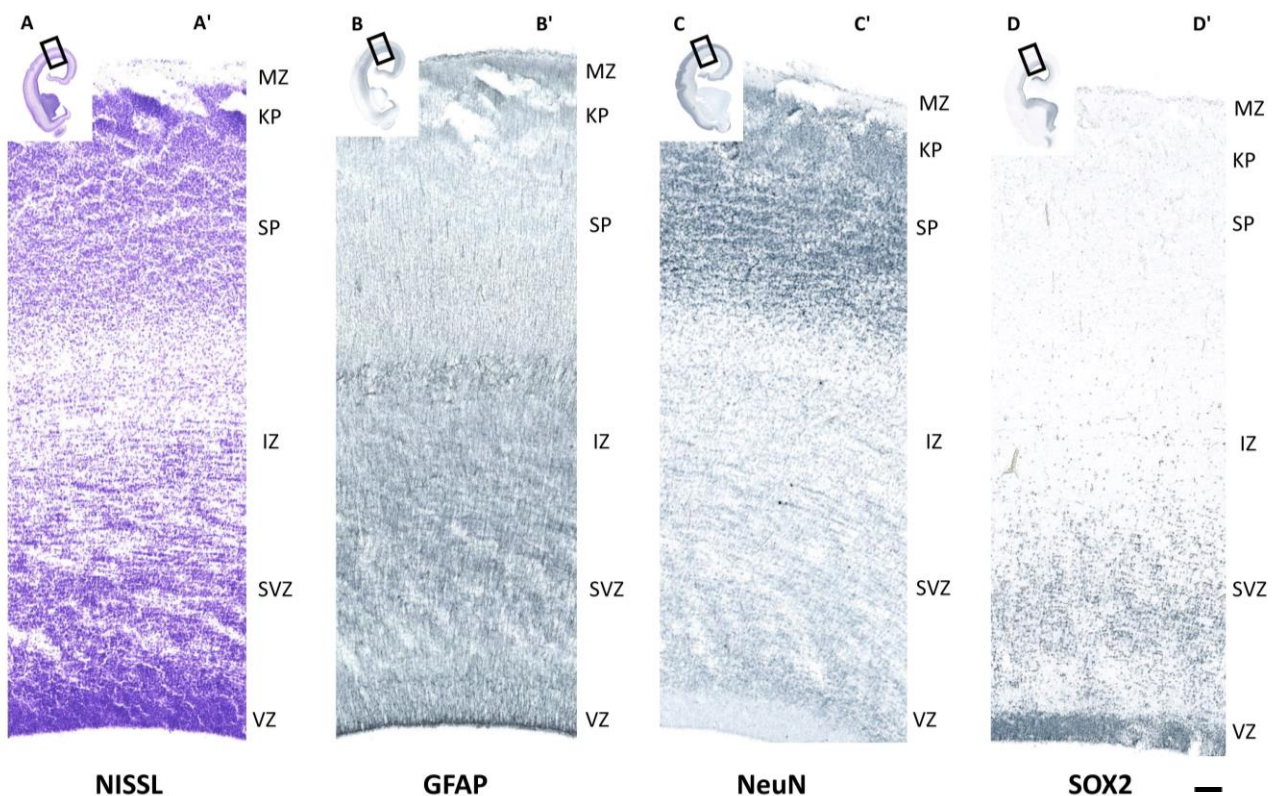 A A' B B' C C' D D'
MZ MZ MZ MZ
KP KP KP KP
SP SP SP SP
IZ IZ IZ IZ
SVZ SVZ SVZ SVZ
VZ VZ VZ VZ
NISSL GFAP NeuN SOX2